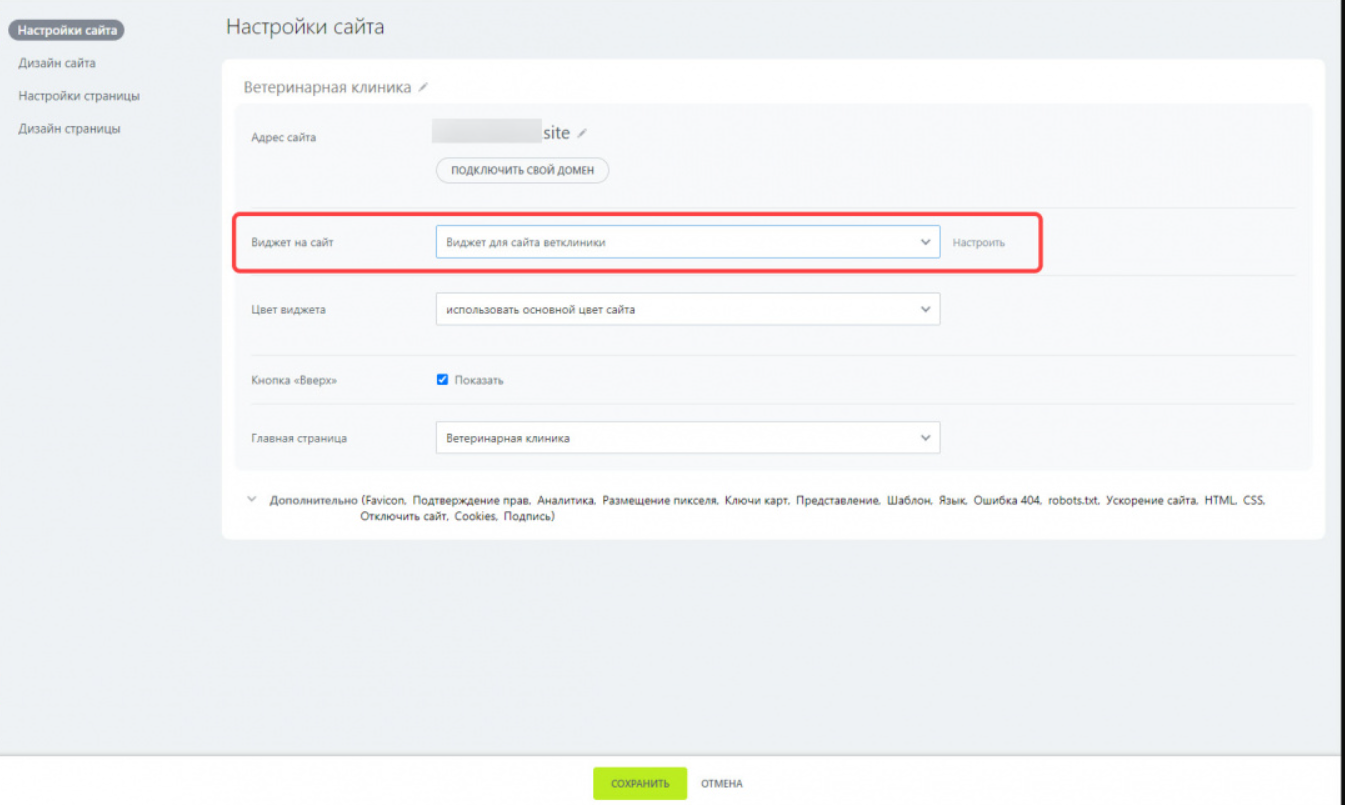 Настройки сайта
Дизайн сайта
Настройки страницы
Дизайн страницы
Настройки сайта
Ветеринарная клиника
Адрес сайта
site
ПОДКЛЮЧИТЬ СВОЙ ДОМЕН
Виджет на сайт
Виджет для сайта ветклиники
Настроить
Цвет виджета
использовать основной цвет сайта
Кнопка «Вверх»
Показать
Главная страница
Ветеринарная клиника
Дополнительно (Favicon, Подтверждение прав, Аналитика, Размещение пикселя, Ключи карт, Представление, Шаблон, Язык, Ошибка 404, robots.txt, Ускорение сайта, HTML, CSS,
Отключить сайт, Cookies, Подпись)
СОХРАНИТЬ
ОТМЕНА